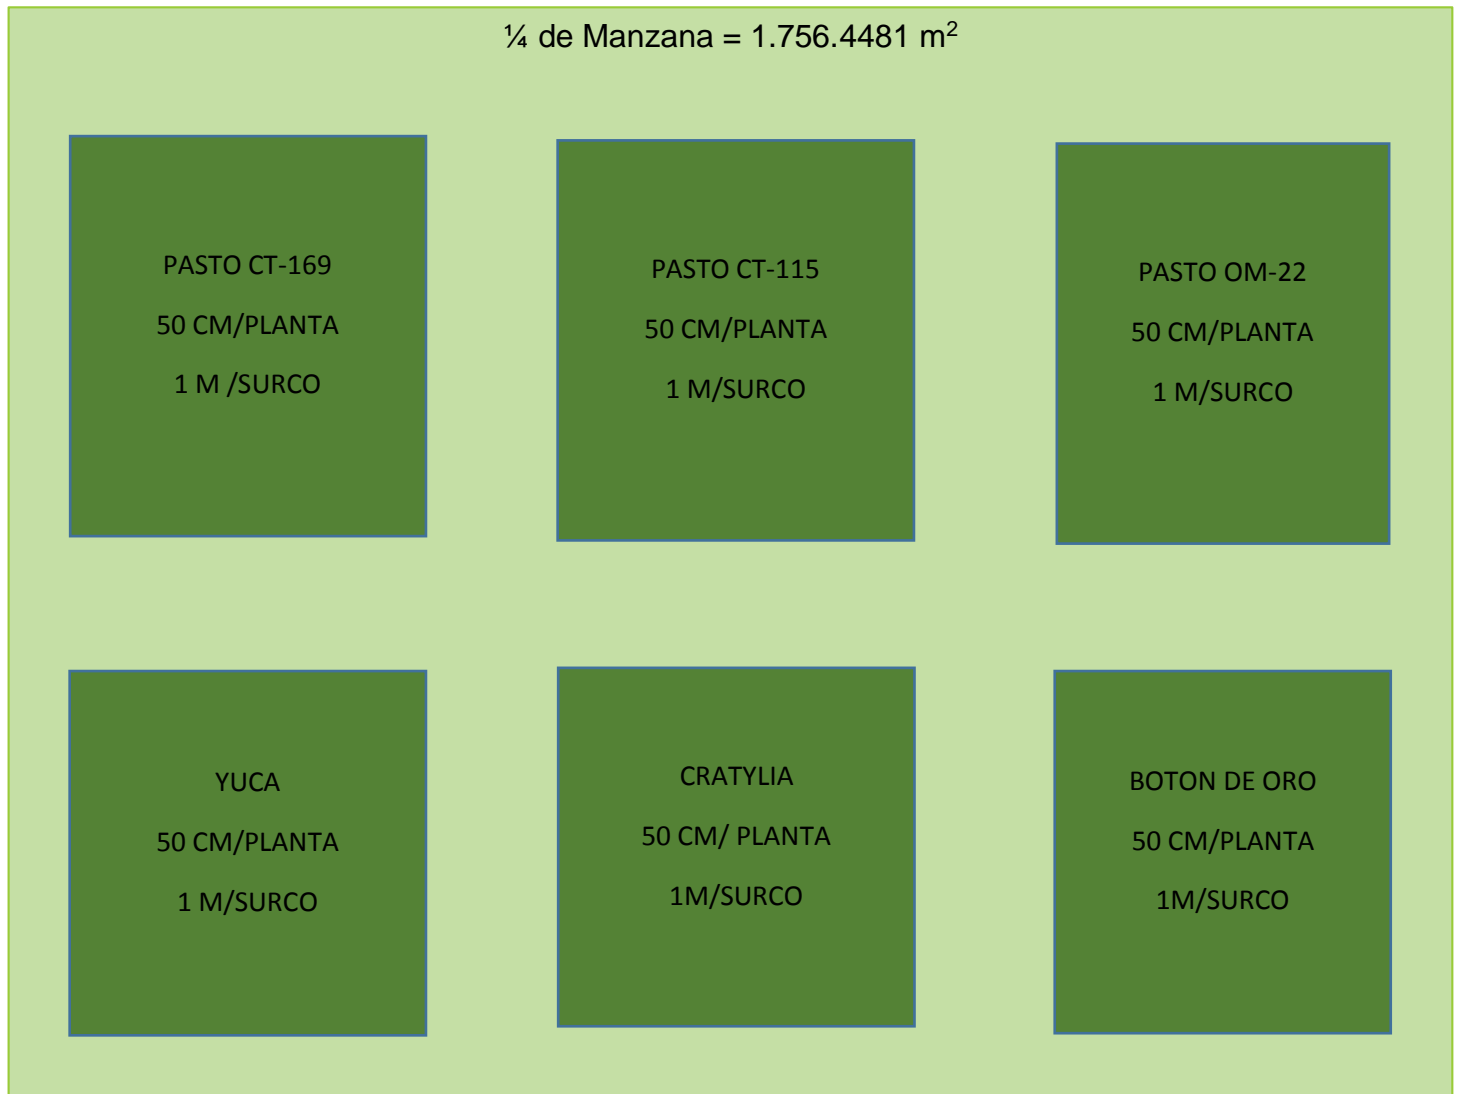 ¼ de Manzana = 1.756.4481 m²
PASTO CT-169
50 CM/PLANTA
1 M /SURCO
PASTO CT-115
50 CM/PLANTA
1 M/SURCO
PASTO OM-22
50 CM/PLANTA
1 M/SURCO
YUCA
50 CM/PLANTA
1 M/SURCO
CRATYLIA
50 CM/ PLANTA
1M/SURCO
BOTON DE ORO
50 CM/PLANTA
1M/SURCO